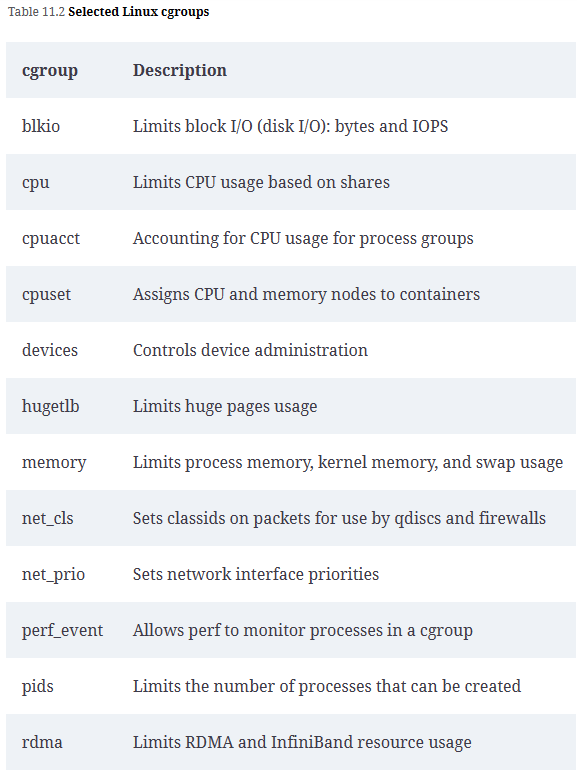 Table 11.2 Selected Linux cgroups
cgroup Description
blkio Limits block I/O (disk I/O): bytes and IOPS
cpu Limits CPU usage based on shares
cpuacct Accounting for CPU usage for process groups
cpuset Assigns CPU and memory nodes to containers
devices Controls device administration
hugetlb Limits huge pages usage
memory Limits process memory, kernel memory, and swap usage
net_cls Sets classids on packets for use by qdiscs and firewalls
net_prio Sets network interface priorities
perf_event Allows perf to monitor processes in a cgroup
pids Limits the number of processes that can be created
rdma Limits RDMA and InfiniBand resource usage